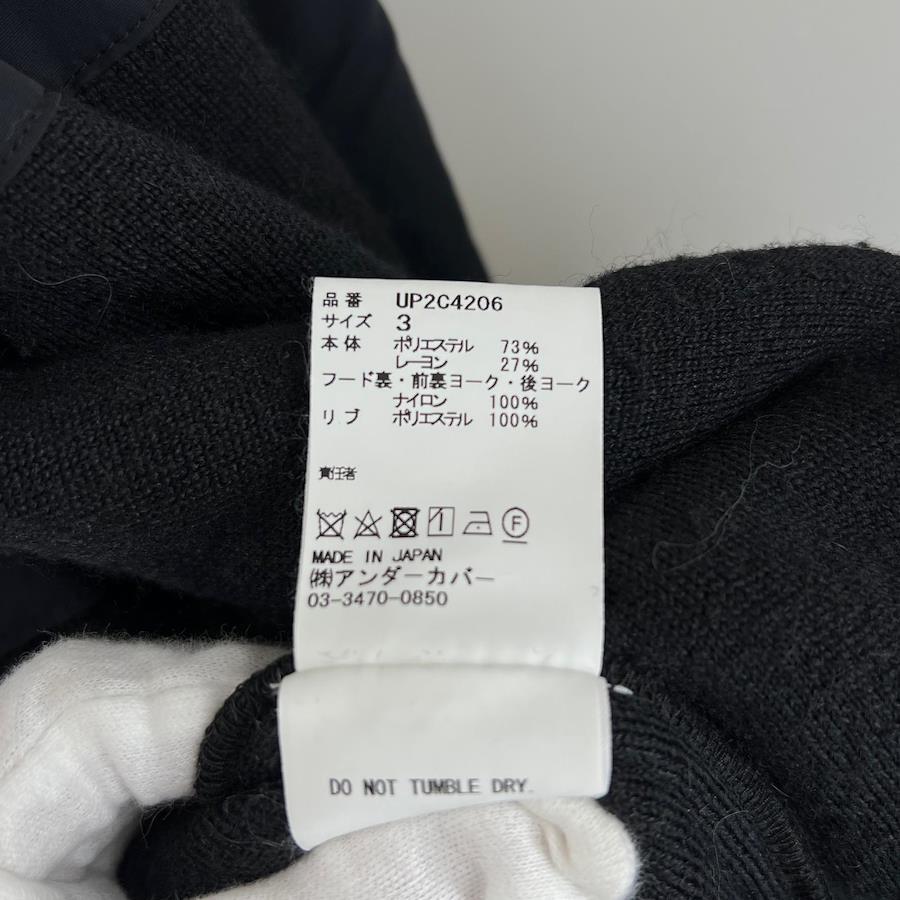 品番 UP2C4206
サイズ 3
本体 ポリエステル 73%
レーヨン 27%
フード裏・前裏ヨーク・後ヨーク
ナイロン 100%
リブ ポリエステル 100%
責任者
F
MADE IN JAPAN
㈱アンダーカバー
03-3470-0850
DO NOT TUMBLE DRY.